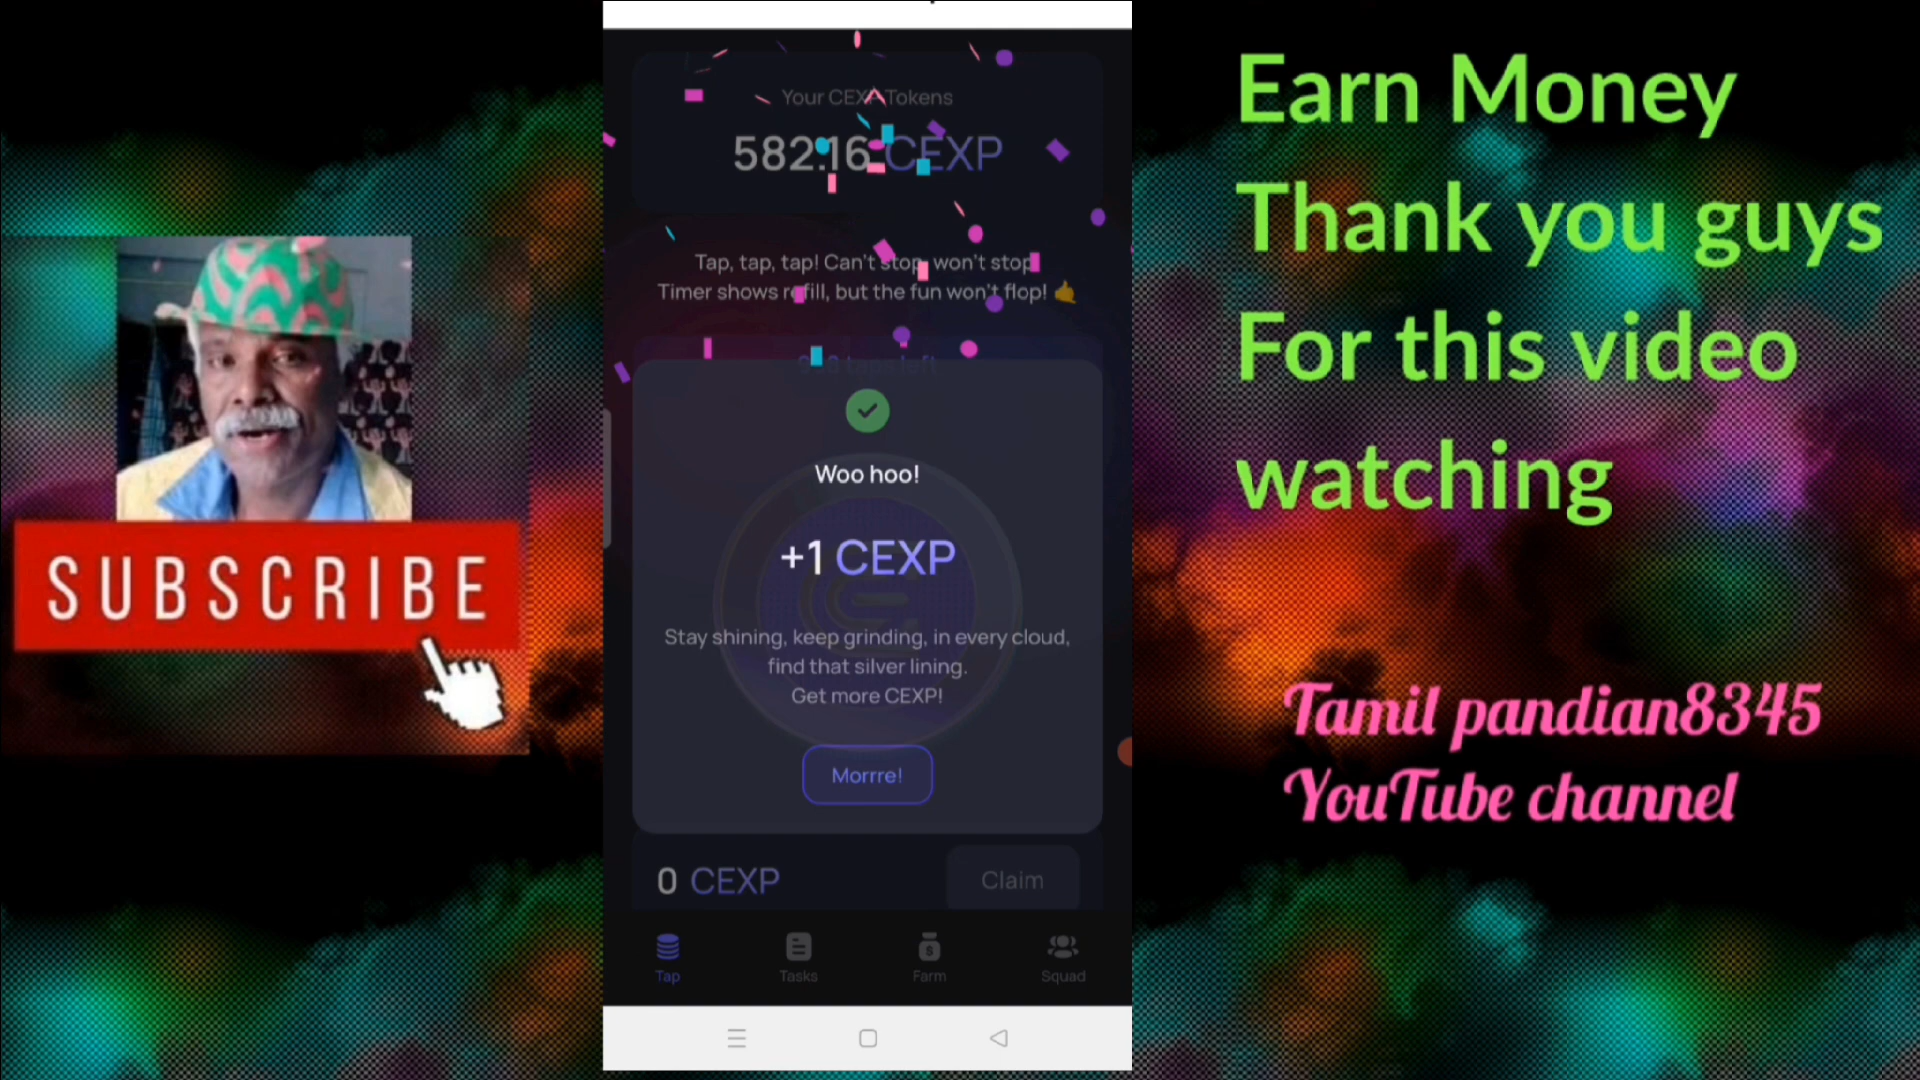 SUBSCRIBE
Your CEXP Tokens
582.16 CEXP
Tap, tap, tap! Can't stop, won't stop!
Timer shows refill, but the fun won't flop! 🤙
taps left
Woo hoo!
+1 CEXP
Stay shining, keep grinding, in every cloud,
find that silver lining.
Get more CEXP!
Morrre!
0 CEXP
Claim
Tap
Tasks
Farm
Squad
Earn Money
Thank you guys
For this video
watching
Tamil pandian8345
YouTube channel